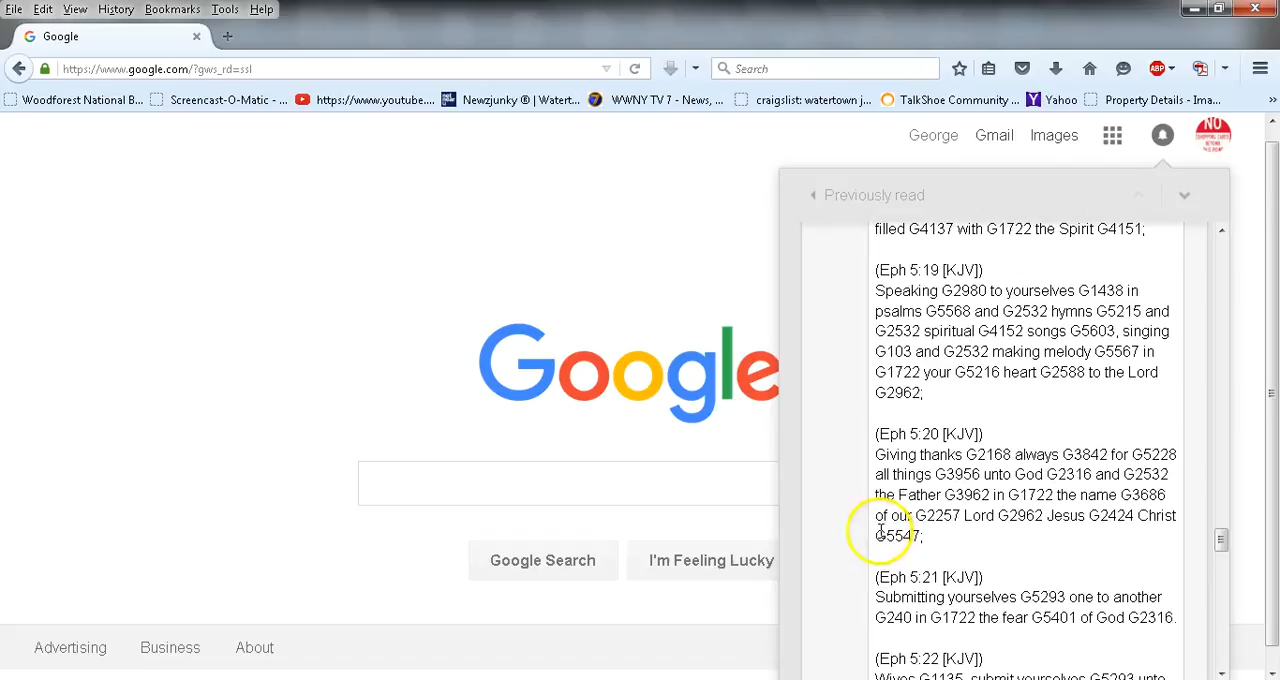 File Edit View History Bookmarks Tools Help
Google
https://www.google.com/?gws_rd=ssl
Search
ABP
Woodforest National B... Screencast-O-Matic - ... https://www.youtube.... Newzjunky ® | Watert... WWNY TV 7 - News, ... craigslist: watertown j... TalkShoe Community ... Yahoo Property Details - Ima...
George Gmail Images
NO
Previously read
filled G4137 with G1722 the Spirit G4151;
(Eph 5:19 [KJV])
Speaking G2980 to yourselves G1438 in
psalms G5568 and G2532 hymns G5215 and
G2532 spiritual G4152 songs G5603, singing
G103 and G2532 making melody G5567 in
G1722 your G5216 heart G2588 to the Lord
G2962;
(Eph 5:20 [KJV])
Giving thanks G2168 always G3842 for G5228
all things G3956 unto God G2316 and G2532
the Father G3962 in G1722 the name G3686
of our G2257 Lord G2962 Jesus G2424 Christ
G5547;
(Eph 5:21 [KJV])
Submitting yourselves G5293 one to another
G240 in G1722 the fear G5401 of God G2316.
(Eph 5:22 [KJV])
Google
Google Search
I'm Feeling Lucky
Advertising Business About